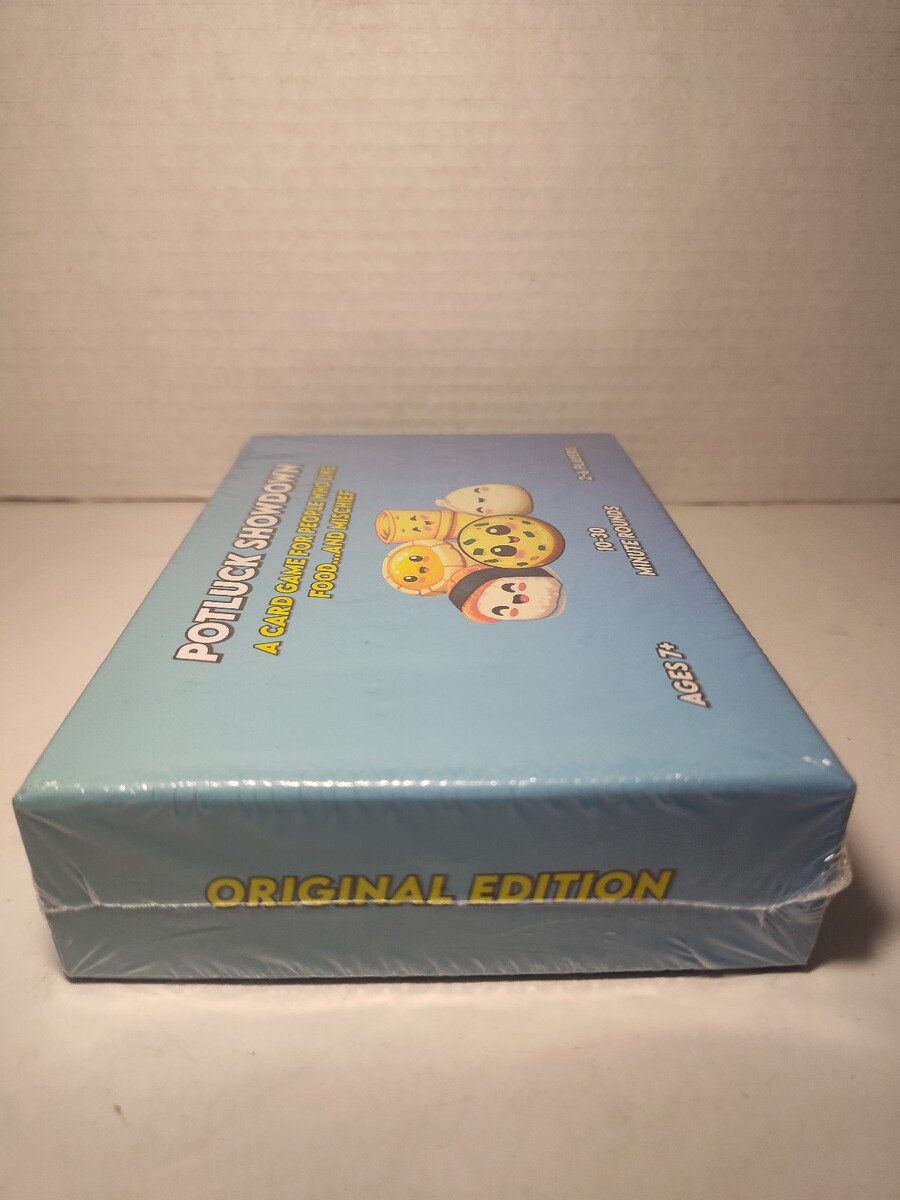 POTLUCK SHOWDOWN
A CARD GAME FOR PEOPLE WHO LIKE
FOOD...AND MISCHIEF
AGES 7+
10-30
MINUTE ROUNDS
PLAYERS
ORIGINAL EDITION